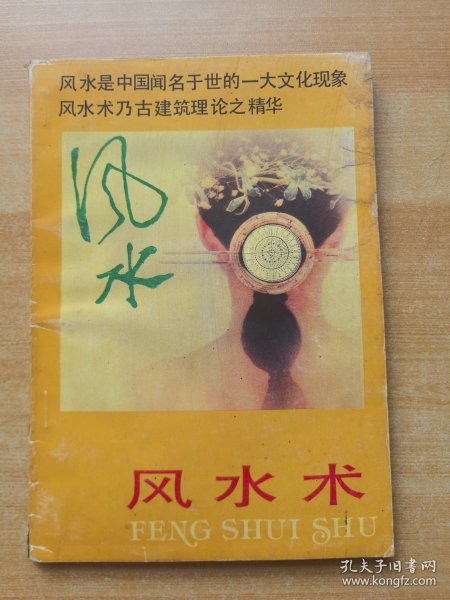 风水是中国闻名于世的一大文化现象
风水术乃古建筑理论之精华
风
水
风水术
FENG SHUI SHU
孔夫子旧书网
www.kongfz.com